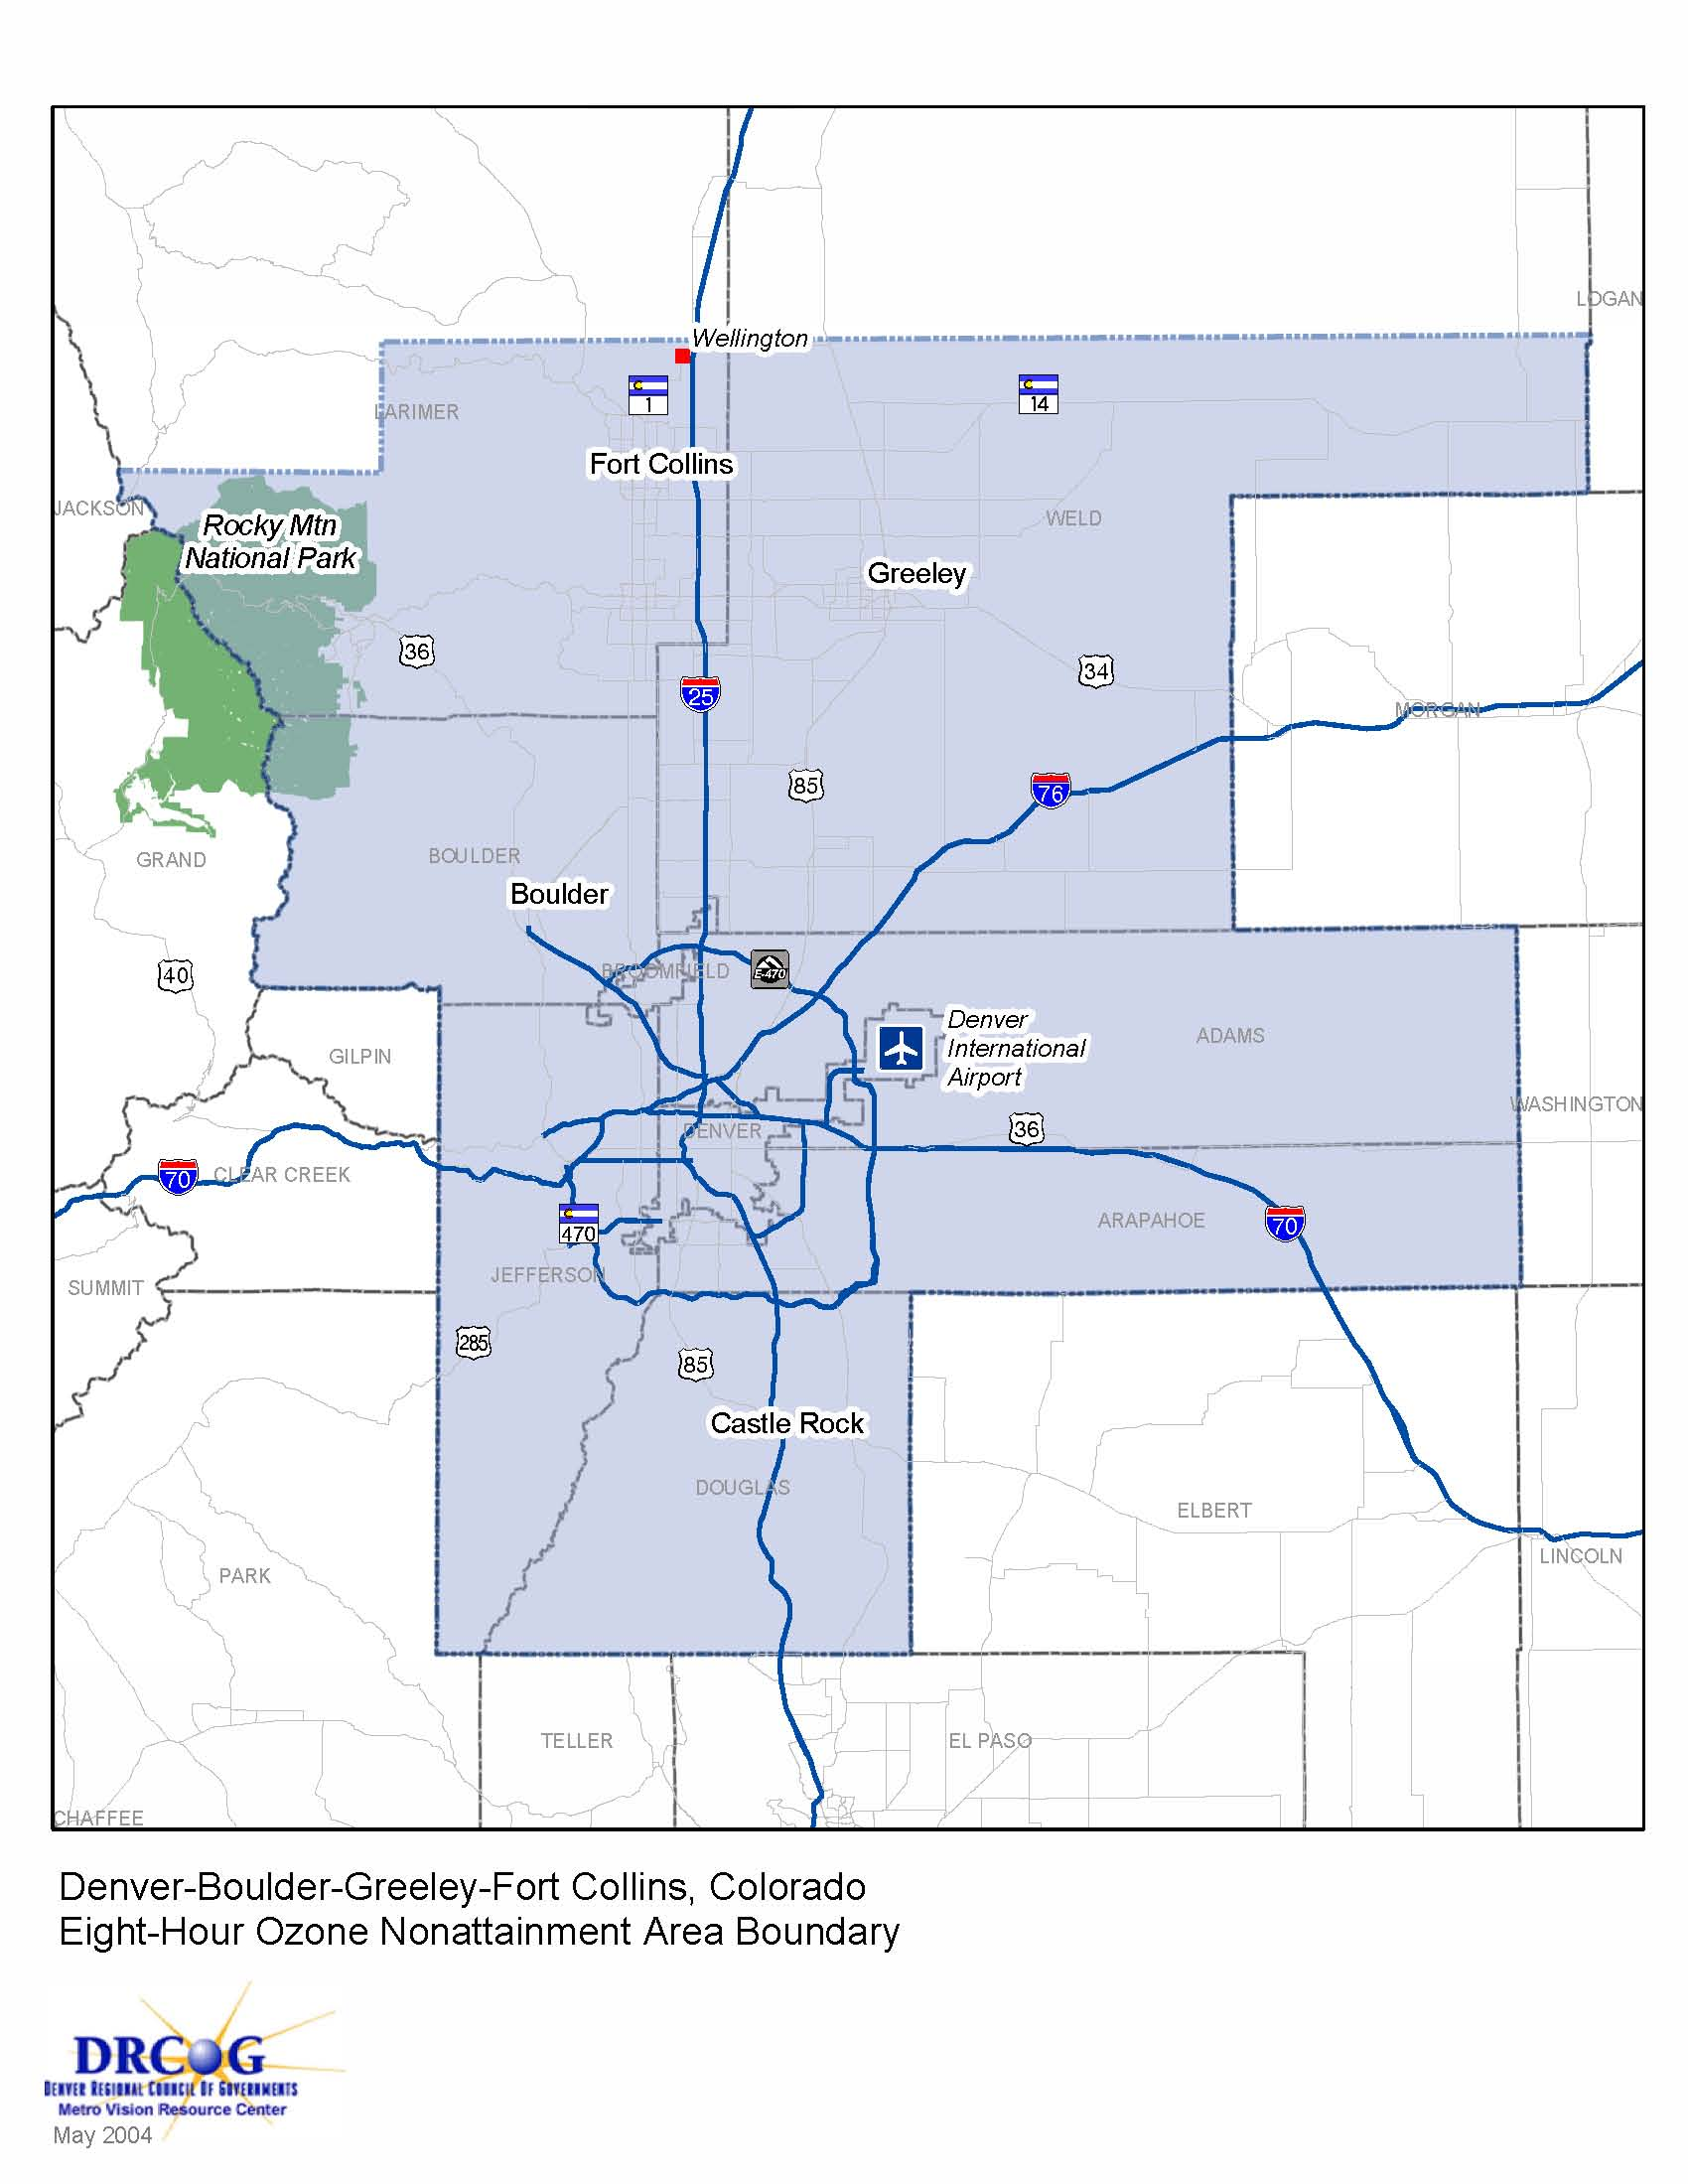 LOGAN
Wellington
1
14
LARIMER
Fort Collins
JACKSON
Rocky Mtn
National Park
WELD
Greeley
36
34
25
MORGAN
85
76
GRAND
BOULDER
Boulder
40
BROOMFIELD
E-470
Denver
International
Airport
ADAMS
GILPIN
WASHINGTON
36
DENVER
70
CLEAR CREEK
470
ARAPAHOE
70
JEFFERSON
SUMMIT
285
85
Castle Rock
DOUGLAS
ELBERT
LINCOLN
PARK
TELLER
EL PASO
CHAFFEE
Denver-Boulder-Greeley-Fort Collins, Colorado
Eight-Hour Ozone Nonattainment Area Boundary
DRCOG
DENVER REGIONAL COUNCIL OF GOVERNMENTS
Metro Vision Resource Center
May 2004